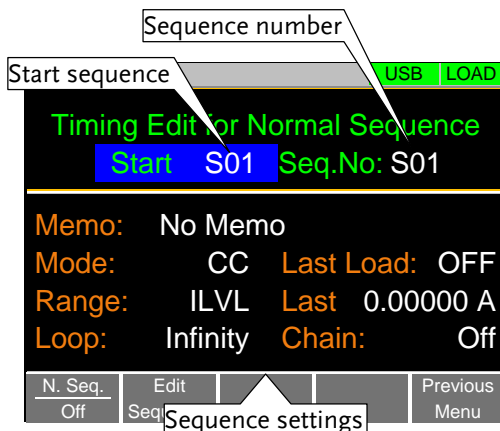 Sequence number
Start sequence
USB LOAD
Timing Edit for Normal Sequence
Start S01 Seq.No: S01
Memo: No Memo
Mode: CC Last Load: OFF
Range: ILVL Last 0.00000 A
Loop: Infinity Chain: Off
N. Seq. Edit Previous
Off Menu
Sequence settings